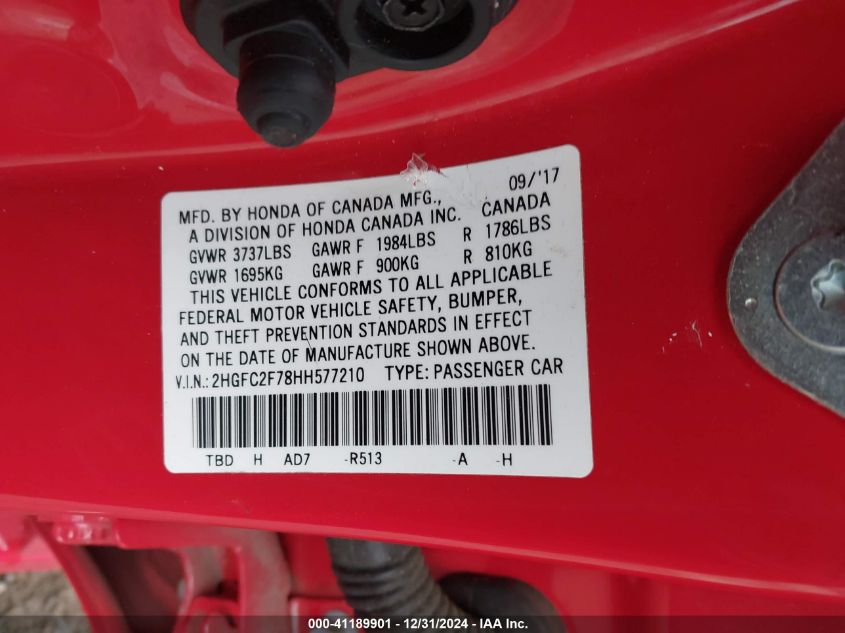 09/'17
MFD. BY HONDA OF CANADA MFG., CANADA
A DIVISION OF HONDA CANADA INC.
GVWR 3737LBS GAWR F 1984LBS R 1786LBS
GVWR 1695KG GAWR F 900KG R 810KG
THIS VEHICLE CONFORMS TO ALL APPLICABLE
FEDERAL MOTOR VEHICLE SAFETY, BUMPER,
AND THEFT PREVENTION STANDARDS IN EFFECT
ON THE DATE OF MANUFACTURE SHOWN ABOVE.
V.I.N.: 2HGFC2F78HH577210 TYPE: PASSENGER CAR
TBD H AD7 -R513 -A -H
000-41189901 - 12/31/2024 - IAA Inc.